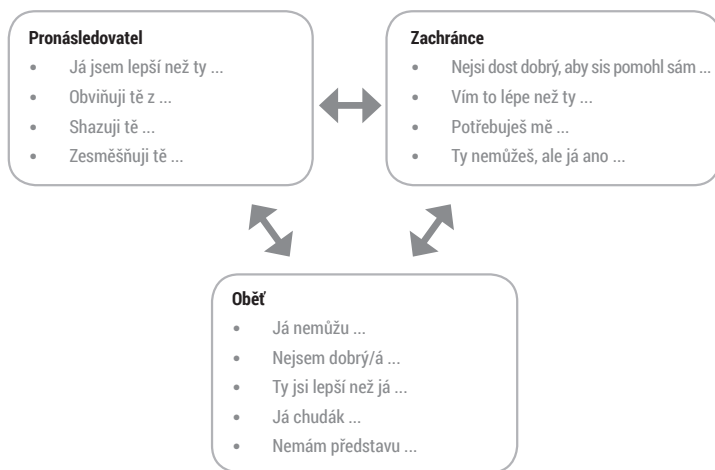 Pronásledovatel
• Já jsem lepší než ty ...
• Obviňuji tě z ...
• Shazuji tě ...
• Zesměšňuji tě ...
Zachránce
• Nejsi dost dobrý, aby sis pomohl sám ...
• Vím to lépe než ty ...
• Potřebuješ mě ...
• Ty nemůžeš, ale já ano ...
Oběť
• Já nemůžu ...
• Nejsem dobrý/á ...
• Ty jsi lepší než já ...
• Já chudák ...
• Nemám představu ...